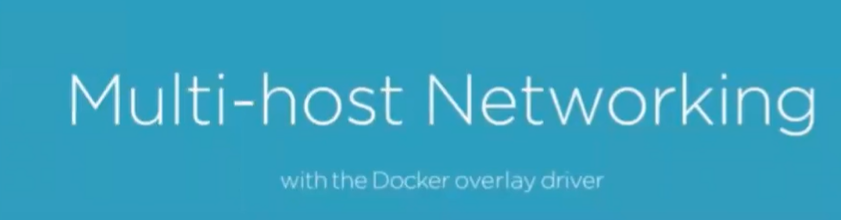 Multi-host Networking
with the Docker overlay driver